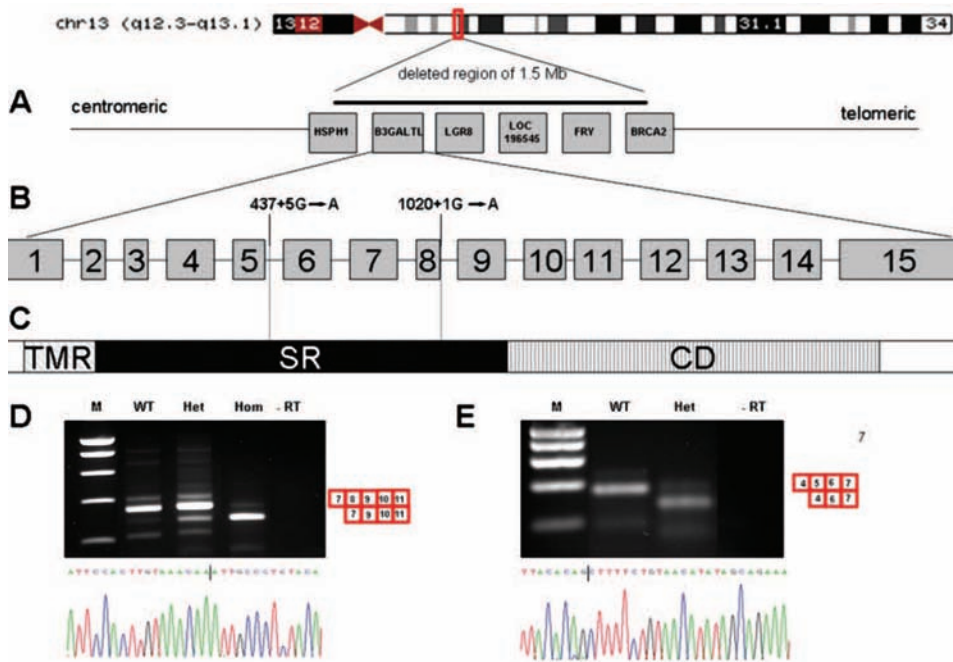 chr13 (q12.3-q13.1) 13 12 31.1 34
deleted region of 1.5 Mb
A
centromeric
telomeric
HSPH1 B3GALTL LGR8 LOC 196545 FRY BRCA2
B
437+5G→A 1020+1G→A
1 2 3 4 5 6 7 8 9 10 11 12 13 14 15
C
TMR SR CD
D M WT Het Hom - RT
7 8 9 10 11
7 9 10 11
E M WT Het - RT
7
4 5 6 7
4 6 7
TTACACAGCTTTTCTGTAACATATAGCAGAAA